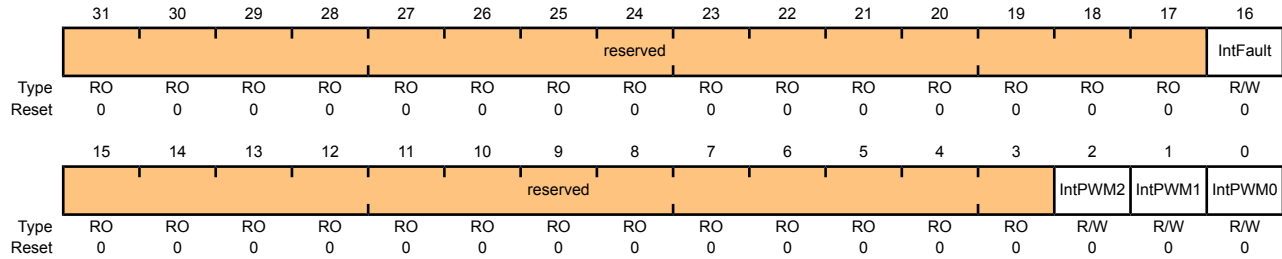 31 30 29 28 27 26 25 24 23 22 21 20 19 18 17 16
reserved IntFault
Type RO RO RO RO RO RO RO RO RO RO RO RO RO RO RO R/W
Reset 0 0 0 0 0 0 0 0 0 0 0 0 0 0 0 0
15 14 13 12 11 10 9 8 7 6 5 4 3 2 1 0
reserved IntPWM2 IntPWM1 IntPWM0
Type RO RO RO RO RO RO RO RO RO RO RO RO RO R/W R/W R/W
Reset 0 0 0 0 0 0 0 0 0 0 0 0 0 0 0 0